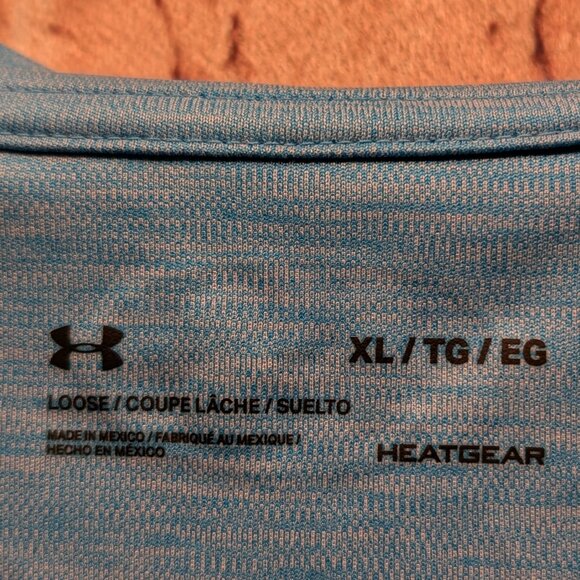 XL / TG / EG
LOOSE / COUPE LÂCHE / SUELTO
MADE IN MEXICO / FABRIQUÉ AU MEXIQUE /
HECHO EN MÉXICO
HEATGEAR